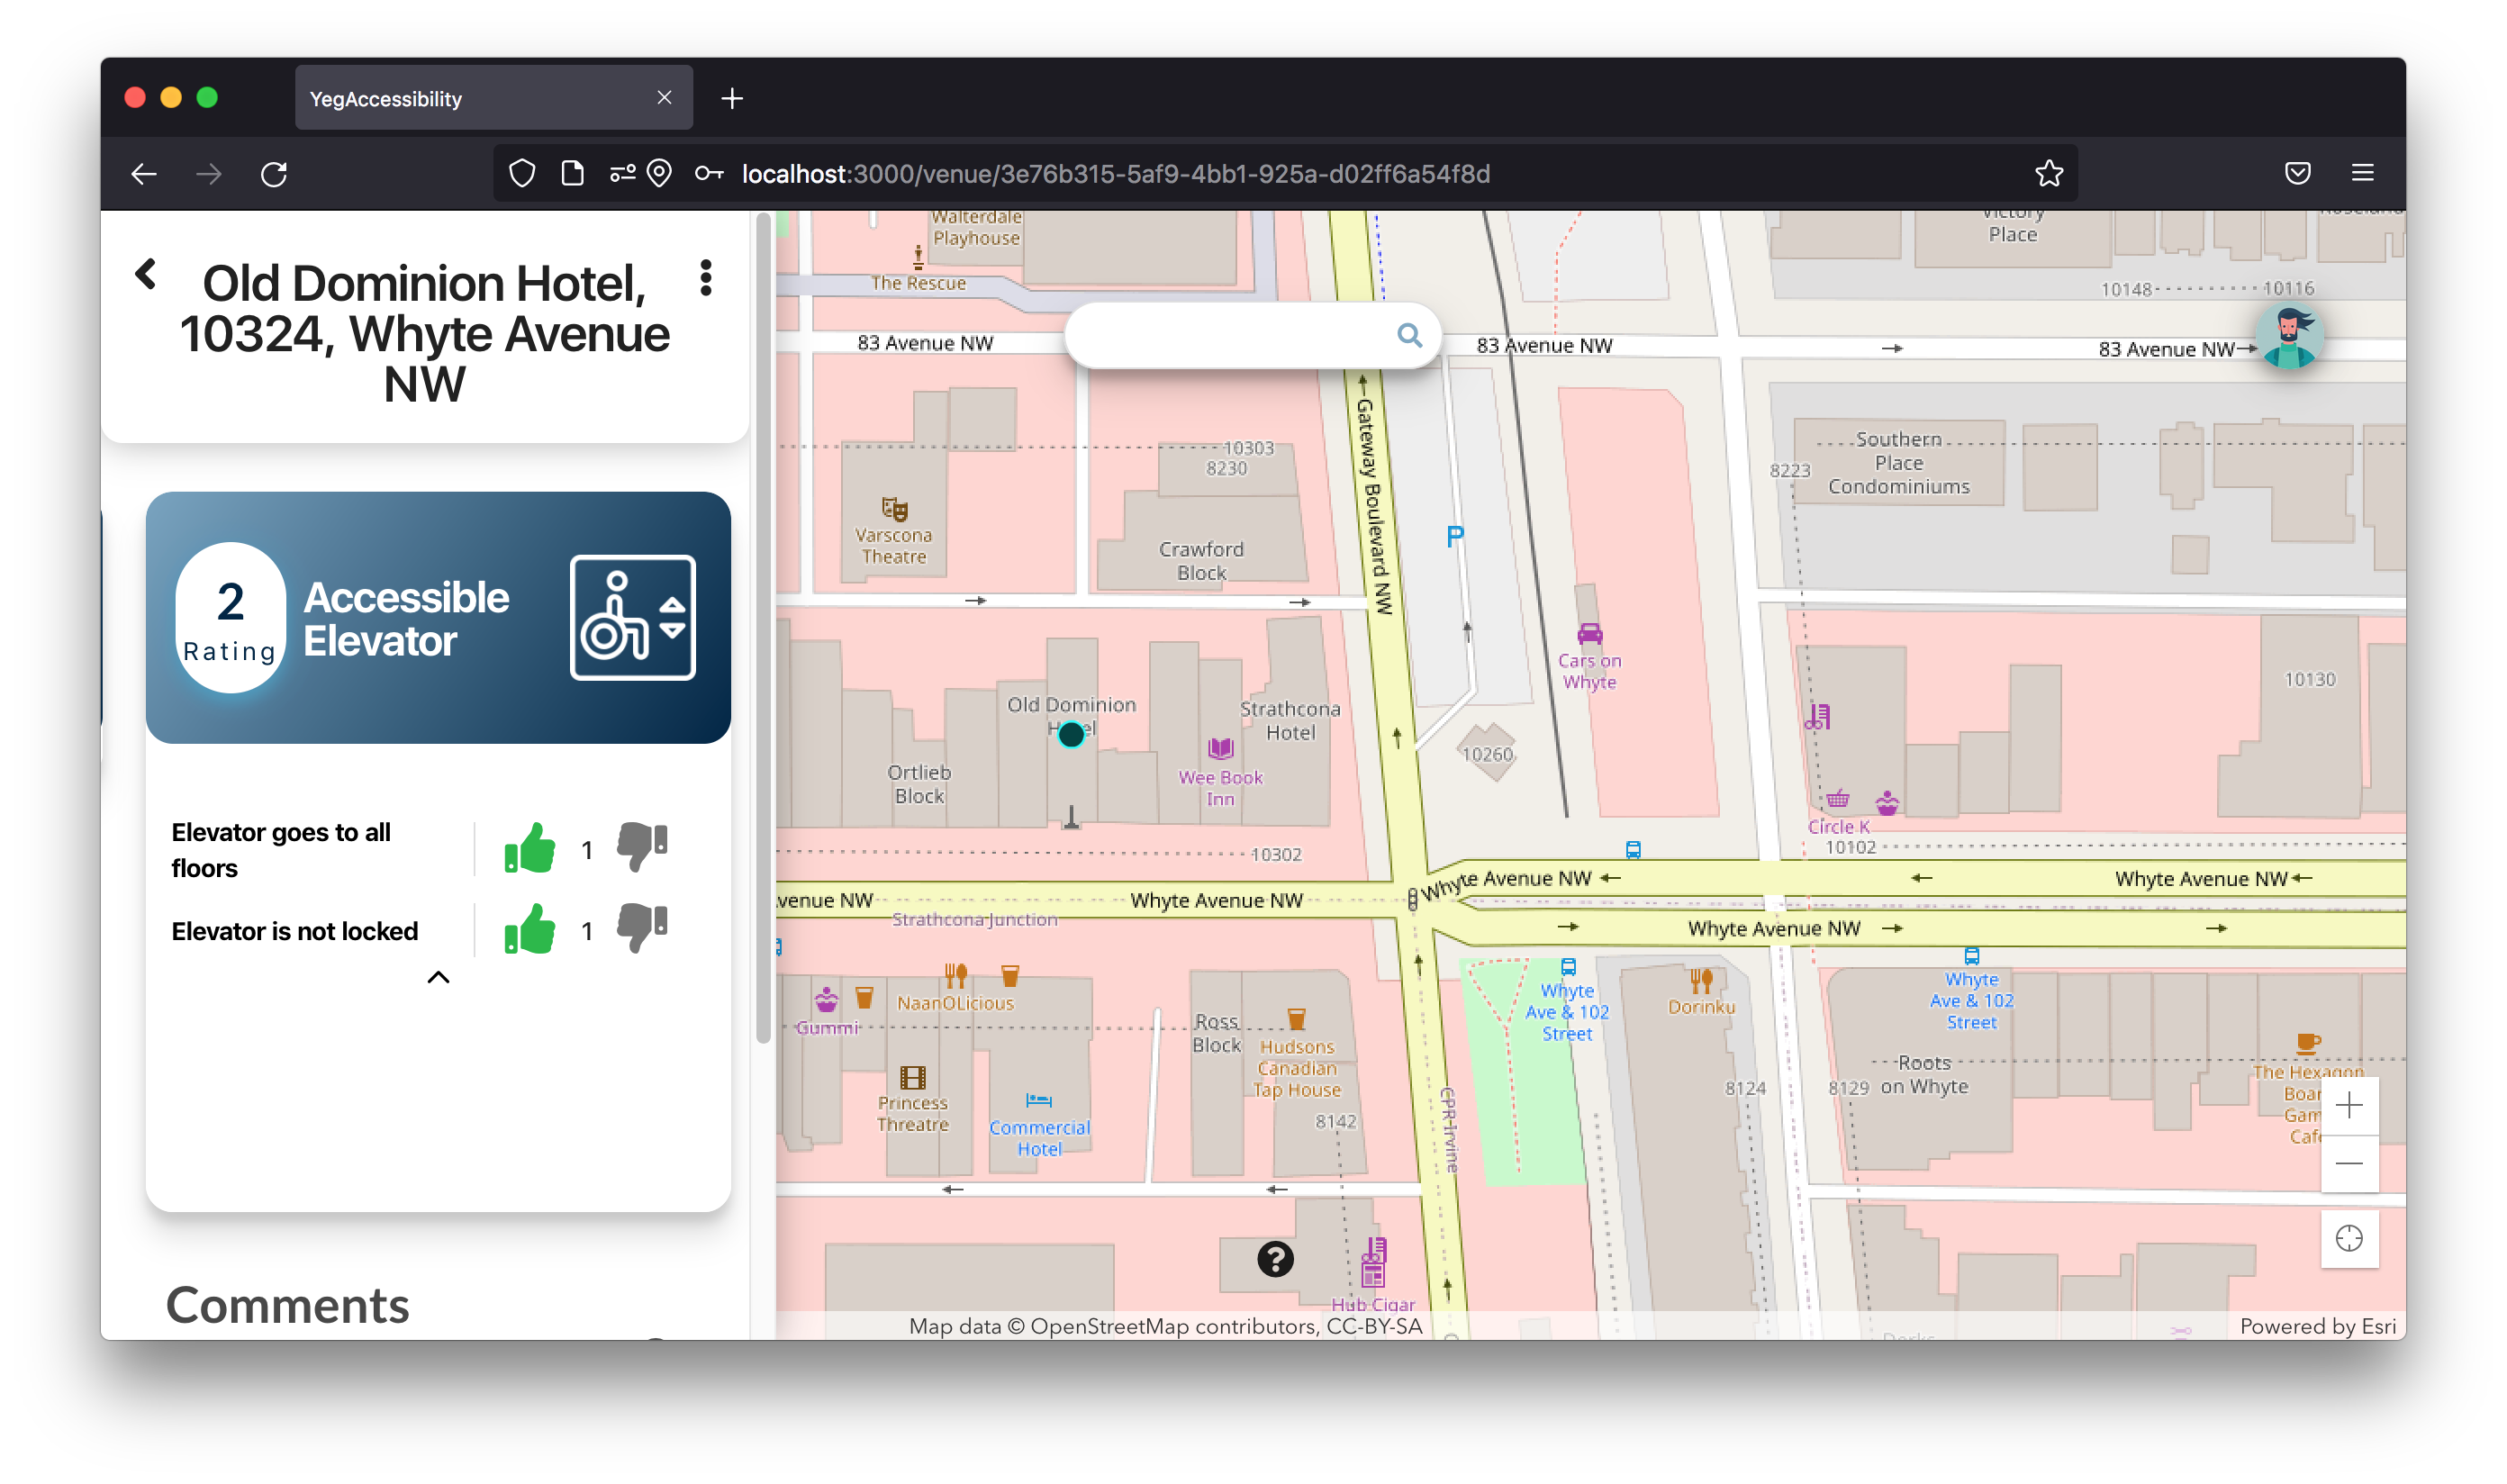 YegAccessibility
localhost:3000/venue/3e76b315-5af9-4bb1-925a-d02ff6a54f8d
Old Dominion Hotel,
10324, Whyte Avenue
NW
2
Rating
Accessible
Elevator
Elevator goes to all
floors
1
Elevator is not locked
1
Comments
Walterdale
Playhouse
The Rescue
Victory
Place
10148
10116
83 Avenue NW
83 Avenue NW
83 Avenue NW
Gateway Boulevard NW
10303
8230
Varscona
Theatre
Crawford
Block
P
Southern
Place
Condominiums
8223
Cars on
Whyte
10130
Old Dominion
Hotel
Strathcona
Hotel
Ortlieb
Block
Wee Book
Inn
10260
Circle K
10102
10302
venue NW
Whyte Avenue NW
Whyte Avenue NW
Whyte Avenue NW
Whyte Avenue NW
Strathcona Junction
NaanOLicious
Gummi
Princess
Threatre
Commercial
Hotel
Ross
Block
Hudsons
Canadian
Tap House
8142
CPR Irvine
Whyte
Ave & 102
Street
Dorinku
Whyte
Ave & 102
Street
8124
8129
Roots
on Whyte
The Hexagon
Boar
Gam
Caf
Hub Cigar
Map data © OpenStreetMap contributors, CC-BY-SA
Powered by Esri